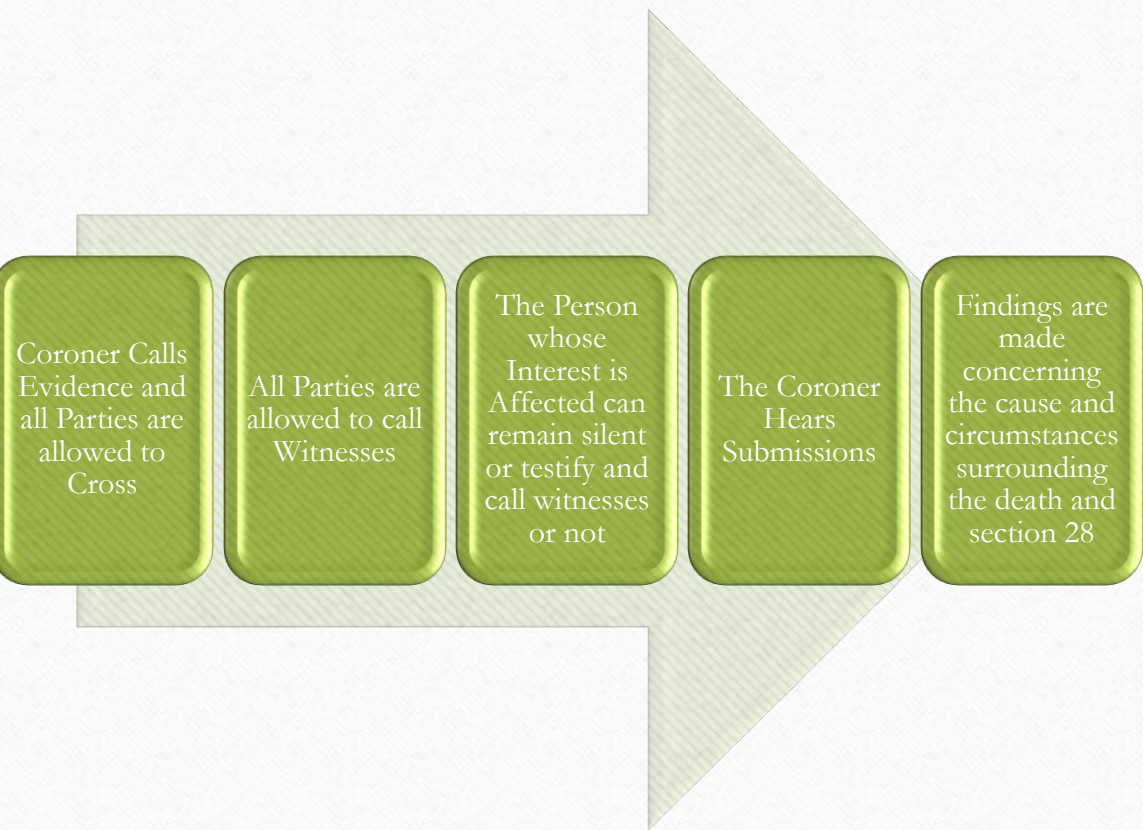 Coroner Calls
Evidence and
all Parties are
allowed to
Cross
All Parties are
allowed to call
Witnesses
The Person
whose
Interest is
Affected can
remain silent
or testify and
call witnesses
or not
The Coroner
Hears
Submissions
Findings are
made
concerning
the cause and
circumstances
surrounding
the death and
section 28